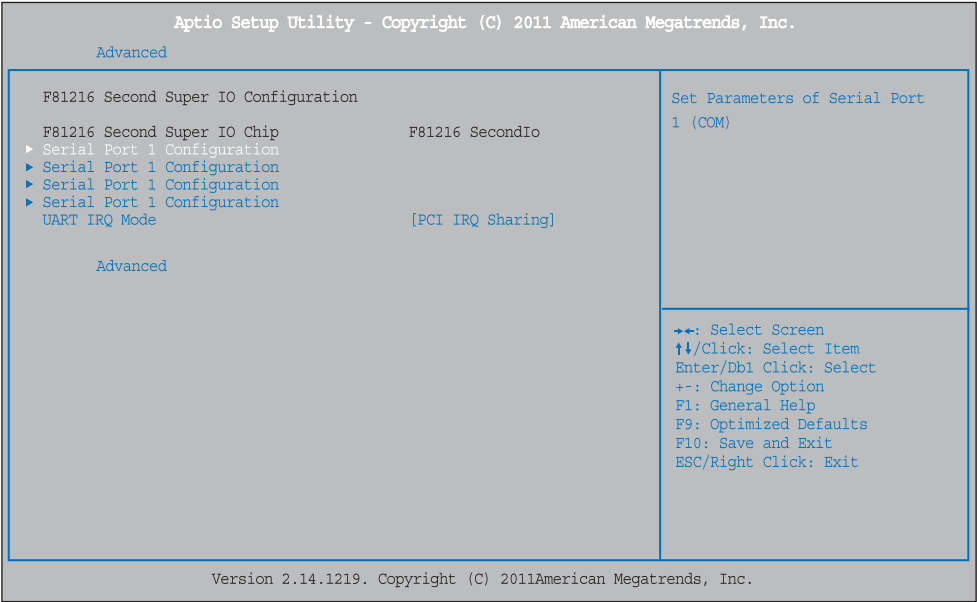 Aptio Setup Utility - Copyright (C) 2011 American Megatrends, Inc.
Advanced
F81216 Second Super IO Configuration
F81216 Second Super IO Chip F81216 SecondIo
▶ Serial Port 1 Configuration
▶ Serial Port 1 Configuration
▶ Serial Port 1 Configuration
▶ Serial Port 1 Configuration
UART IRQ Mode [PCI IRQ Sharing]
Advanced
Set Parameters of Serial Port
1 (COM)
→←: Select Screen
↑↓/Click: Select Item
Enter/Db1 Click: Select
+-: Change Option
F1: General Help
F9: Optimized Defaults
F10: Save and Exit
ESC/Right Click: Exit
Version 2.14.1219. Copyright (C) 2011American Megatrends, Inc.